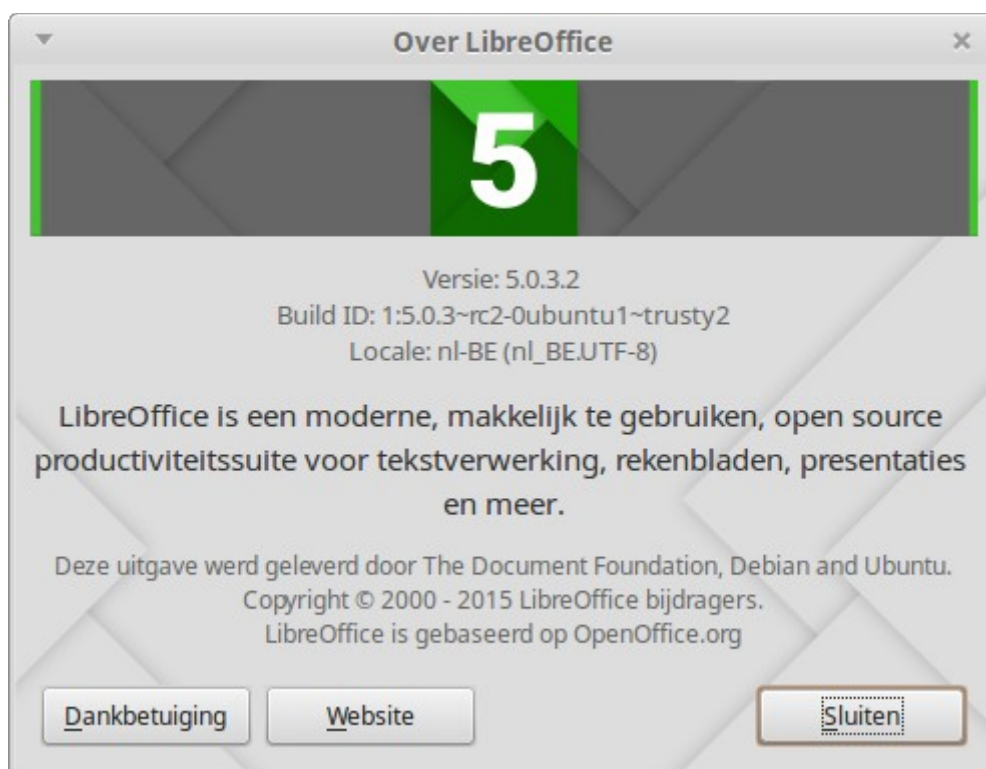 Over LibreOffice
5
Versie: 5.0.3.2
Build ID: 1:5.0.3~rc2-0ubuntu1~trusty2
Locale: nl-BE (nl_BE.UTF-8)
LibreOffice is een moderne, makkelijk te gebruiken, open source
productiviteitssuite voor tekstverwerking, rekenbladen, presentaties
en meer.
Deze uitgave werd geleverd door The Document Foundation, Debian and Ubuntu.
Copyright © 2000 - 2015 LibreOffice bijdragers.
LibreOffice is gebaseerd op OpenOffice.org
Dankbetuiging Website Sluiten